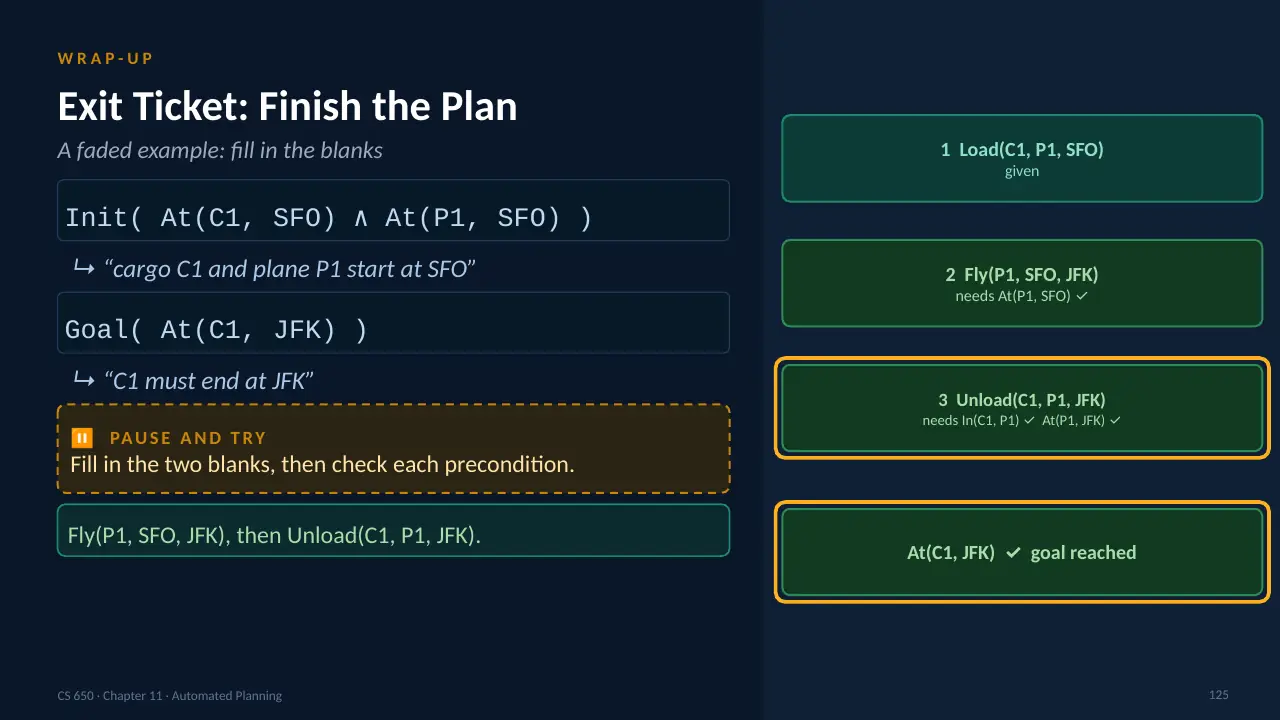 WRAP-UP
Exit Ticket: Finish the Plan
A faded example: fill in the blanks
Init( At(C1, SFO) ∧ At(P1, SFO) )
↪ “cargo C1 and plane P1 start at SFO”
Goal( At(C1, JFK) )
↪ “C1 must end at JFK”
⏸ PAUSE AND TRY
Fill in the two blanks, then check each precondition.
Fly(P1, SFO, JFK), then Unload(C1, P1, JFK).
1 Load(C1, P1, SFO)
given
2 Fly(P1, SFO, JFK)
needs At(P1, SFO) ✓
3 Unload(C1, P1, JFK)
needs In(C1, P1) ✓ At(P1, JFK) ✓
At(C1, JFK) ✓ goal reached
CS 650 · Chapter 11 · Automated Planning
125